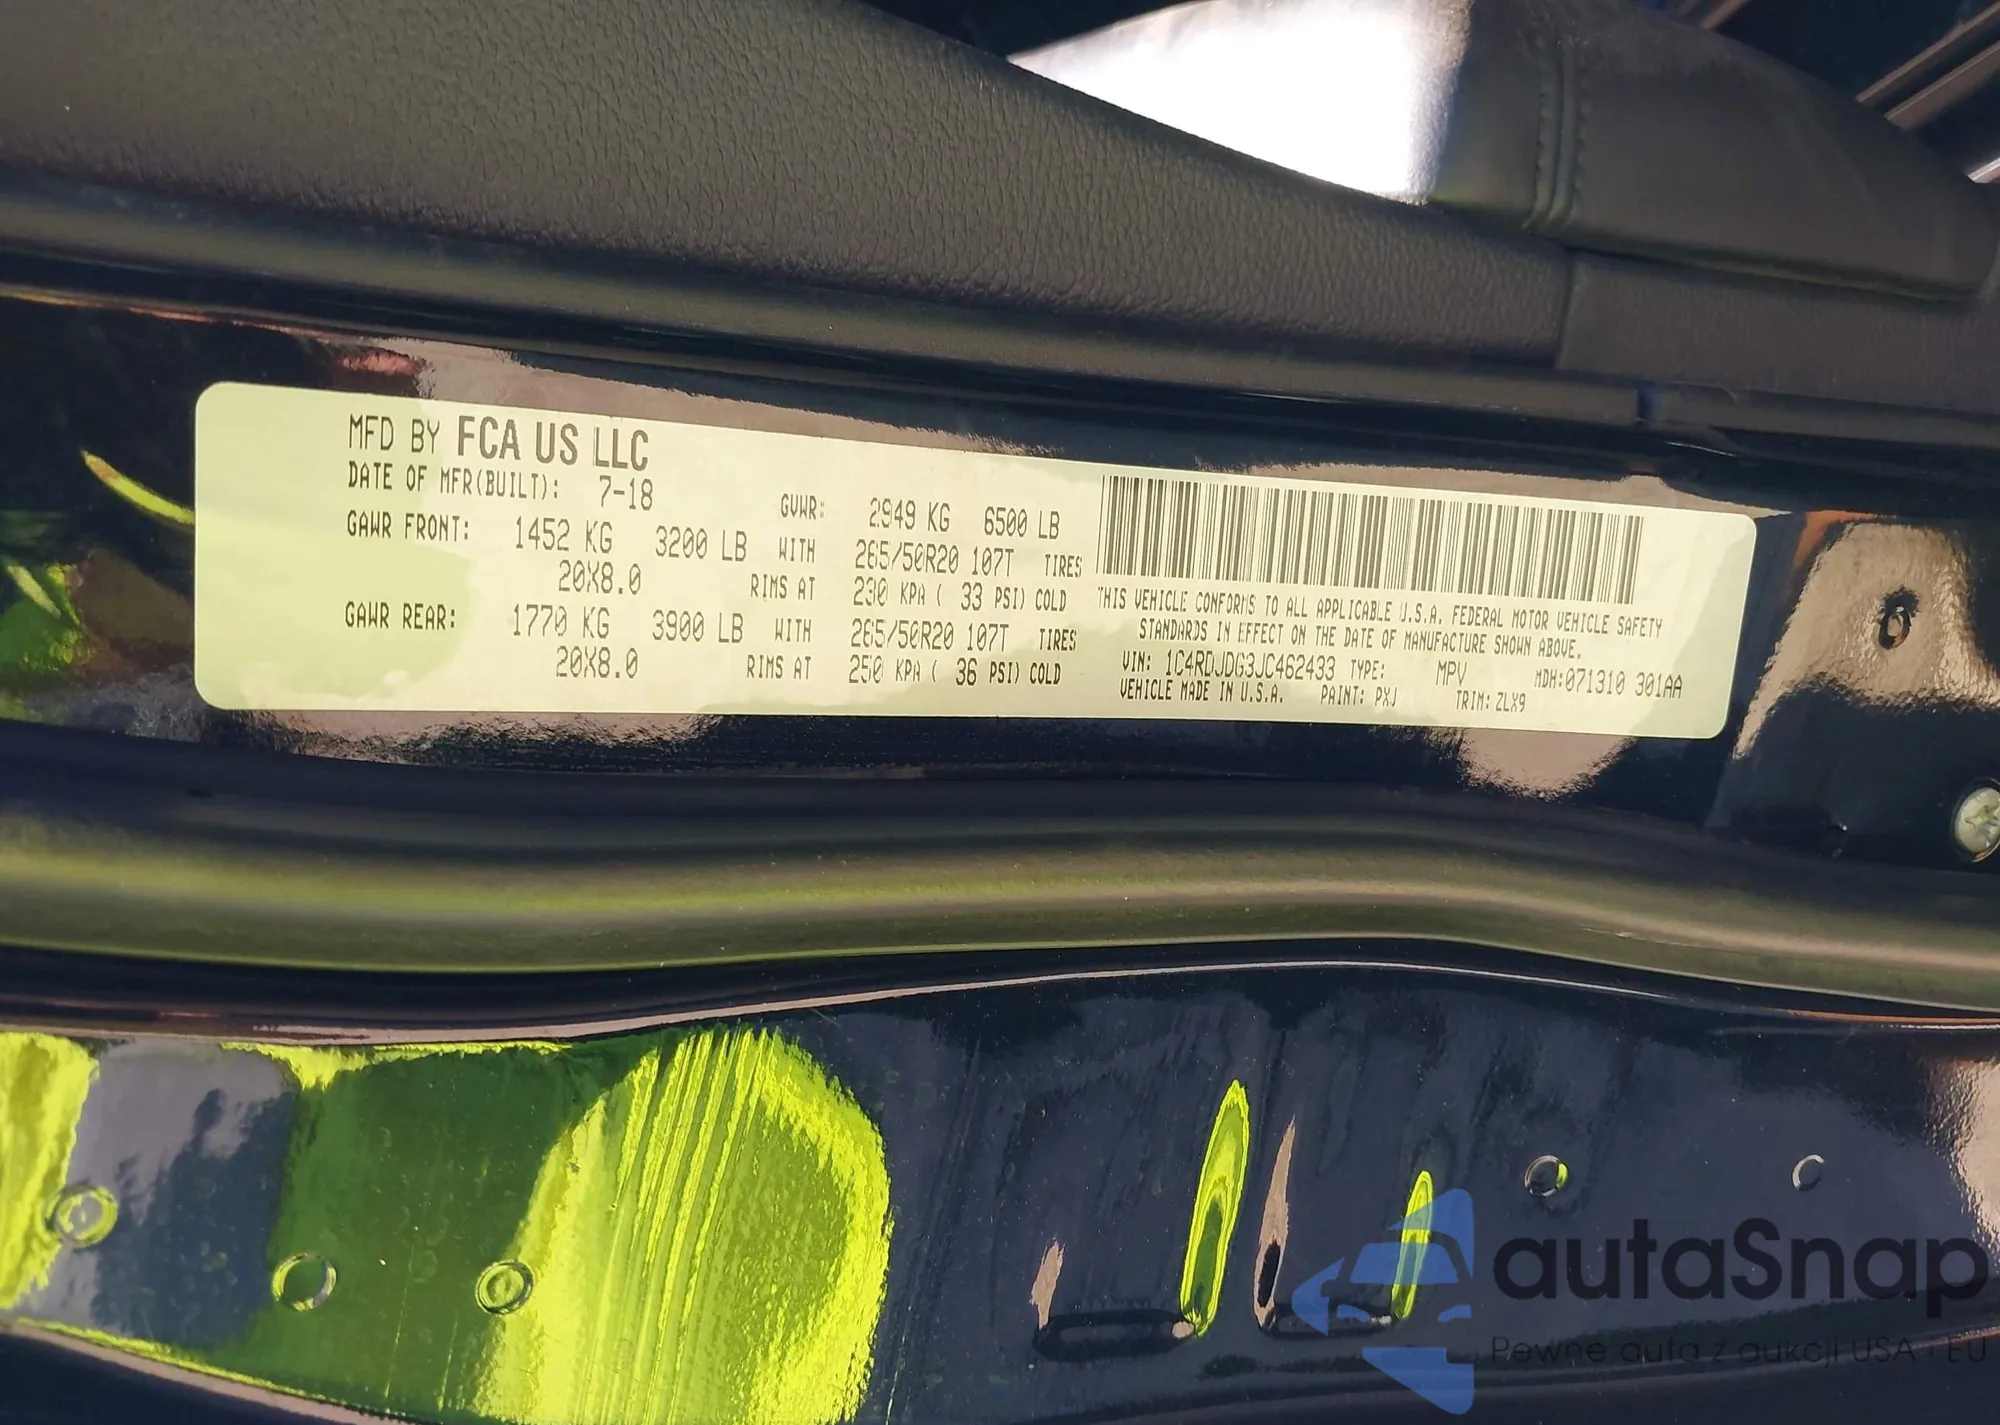 MFD BY FCA US LLC
DATE OF MFR(BUILT): 7-18
GVWR: 2949 KG 6500 LB
GAWR FRONT: 1452 KG 3200 LB WITH 265/50R20 107T TIRES
20X8.0 RIMS AT 230 KPA ( 33 PSI) COLD
GAWR REAR: 1770 KG 3900 LB WITH 265/50R20 107T TIRES
20X8.0 RIMS AT 250 KPA ( 36 PSI) COLD
THIS VEHICLE CONFORMS TO ALL APPLICABLE U.S.A. FEDERAL MOTOR VEHICLE SAFETY
STANDARDS IN EFFECT ON THE DATE OF MANUFACTURE SHOWN ABOVE.
VIN: 1C4RDJDG3JC462433 TYPE: MPV MDH:071310 301AA
VEHICLE MADE IN U.S.A. PAINT: PXJ TRIM: ZLX9
autaSnap
Pewne auta z aukcji USA i EU